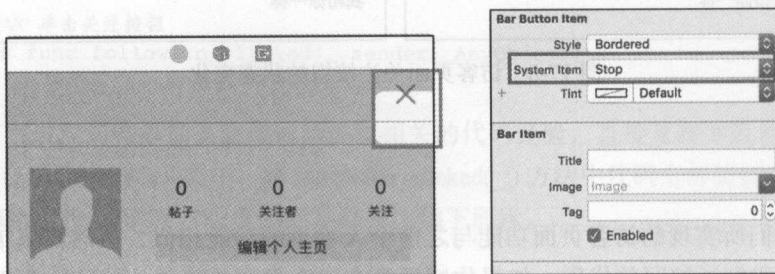 0 0 0
帖子 关注者 关注
编辑个人主页
Bar Button Item
Style Bordered
System Item Stop
+ Tint Default
Bar Item
Title
Image Image
Tag 0
Enabled